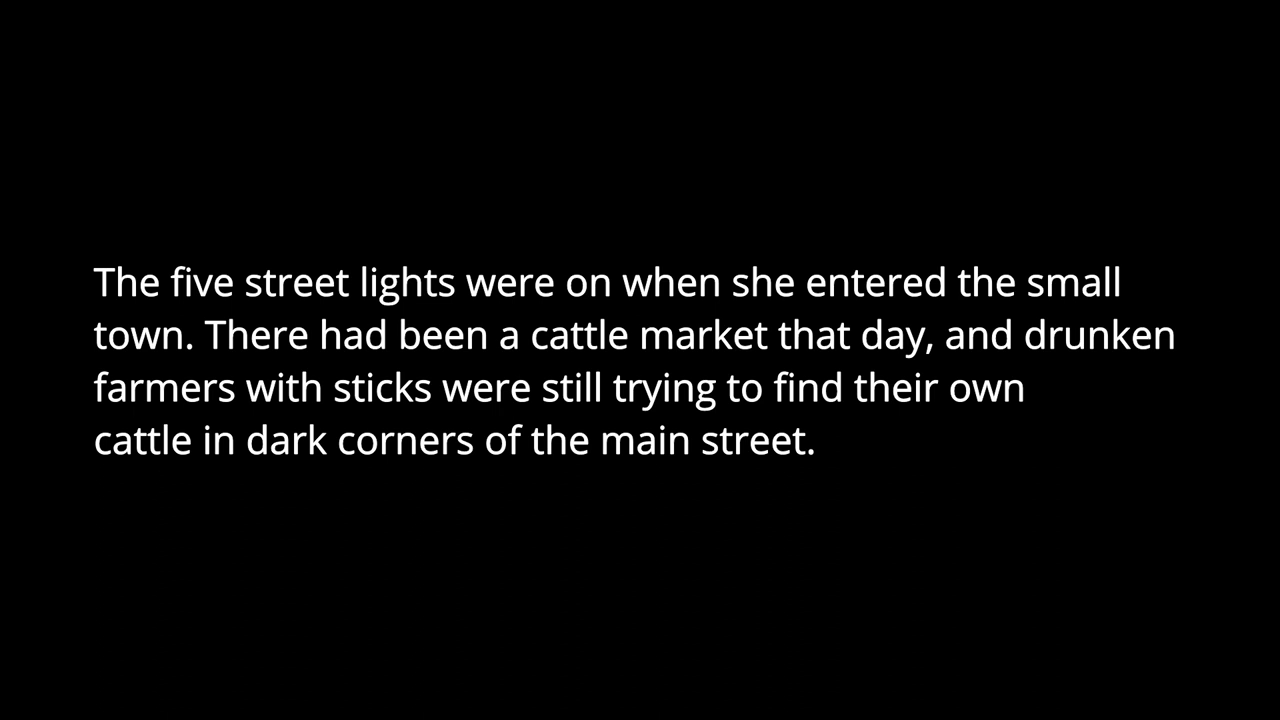 The five street lights were on when she entered the small
town. There had been a cattle market that day, and drunken
farmers with sticks were still trying to find their own
cattle in dark corners of the main street.